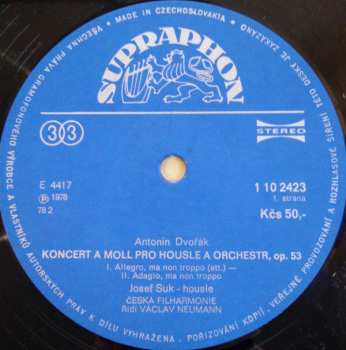 • MADE IN CZECHOSLOVAKIA •
VŠECHNA PRÁVA GRAMOFONOVÉHO VÝROBCE A VLASTNÍKŮ AUTORSKÝCH PRÁV K DÍLU VYHRAŽENA. POŘIZOVÁNÍ KOPIÍ, VEŘEJNÉ PROVOZOVÁNÍ A ROZHLASOVÉ ŠÍŘENÍ TÉTO DESKY JE ZAKÁZÁNO
SUPRAPHON
33
STEREO
E 4417
℗ 1978
78 2
1 10 2423
1. strana
Kčs 50,-
Antonín Dvořák
KONCERT A MOLL PRO HOUSLE A ORCHESTR, op. 53
I. Allegro, ma non troppo (att.) —
II. Adagio, ma non troppo
Josef Suk - housle
ČESKÁ FILHARMONIE
Řídí VÁCLAV NEUMANN